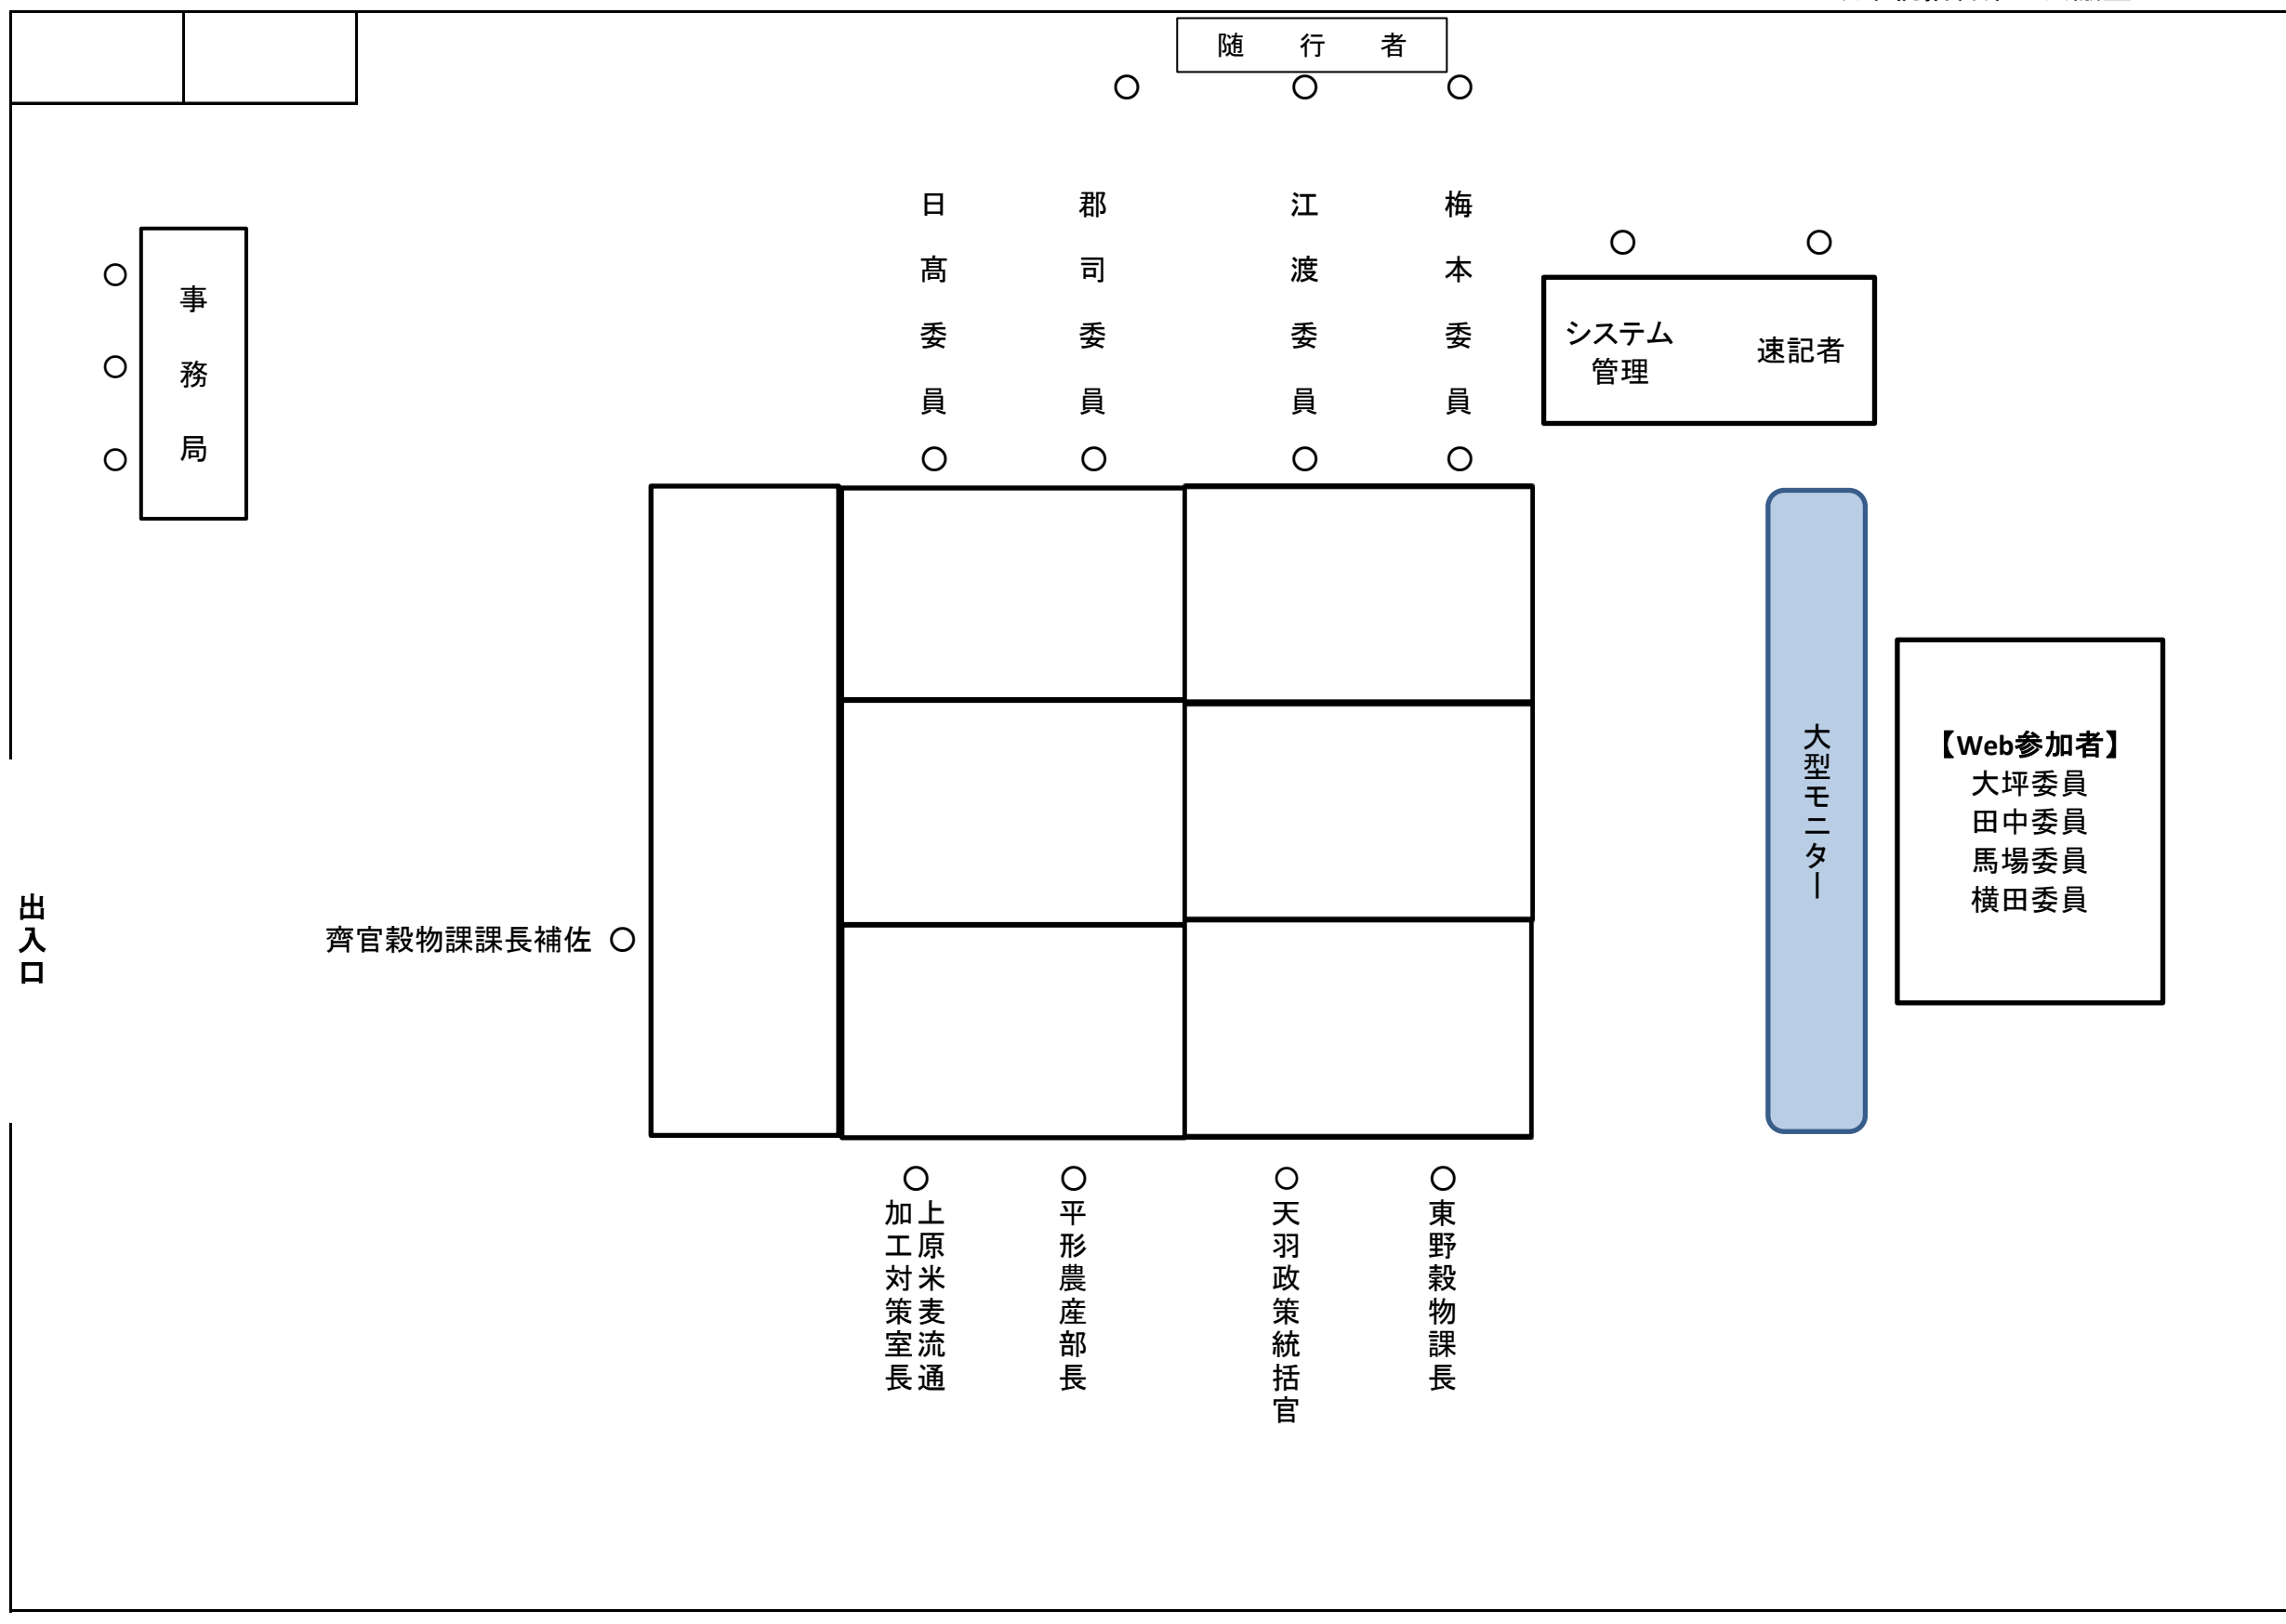 随行者
日髙委員
郡司委員
江渡委員
梅本委員
事務局
システム
管理
速記者
大型モニター
【Web参加者】
大坪委員
田中委員
馬場委員
横田委員
出入口
齊官穀物課課長補佐
上原米麦流通
加工対策室長
平形農産部長
天羽政策統括官
東野穀物課長